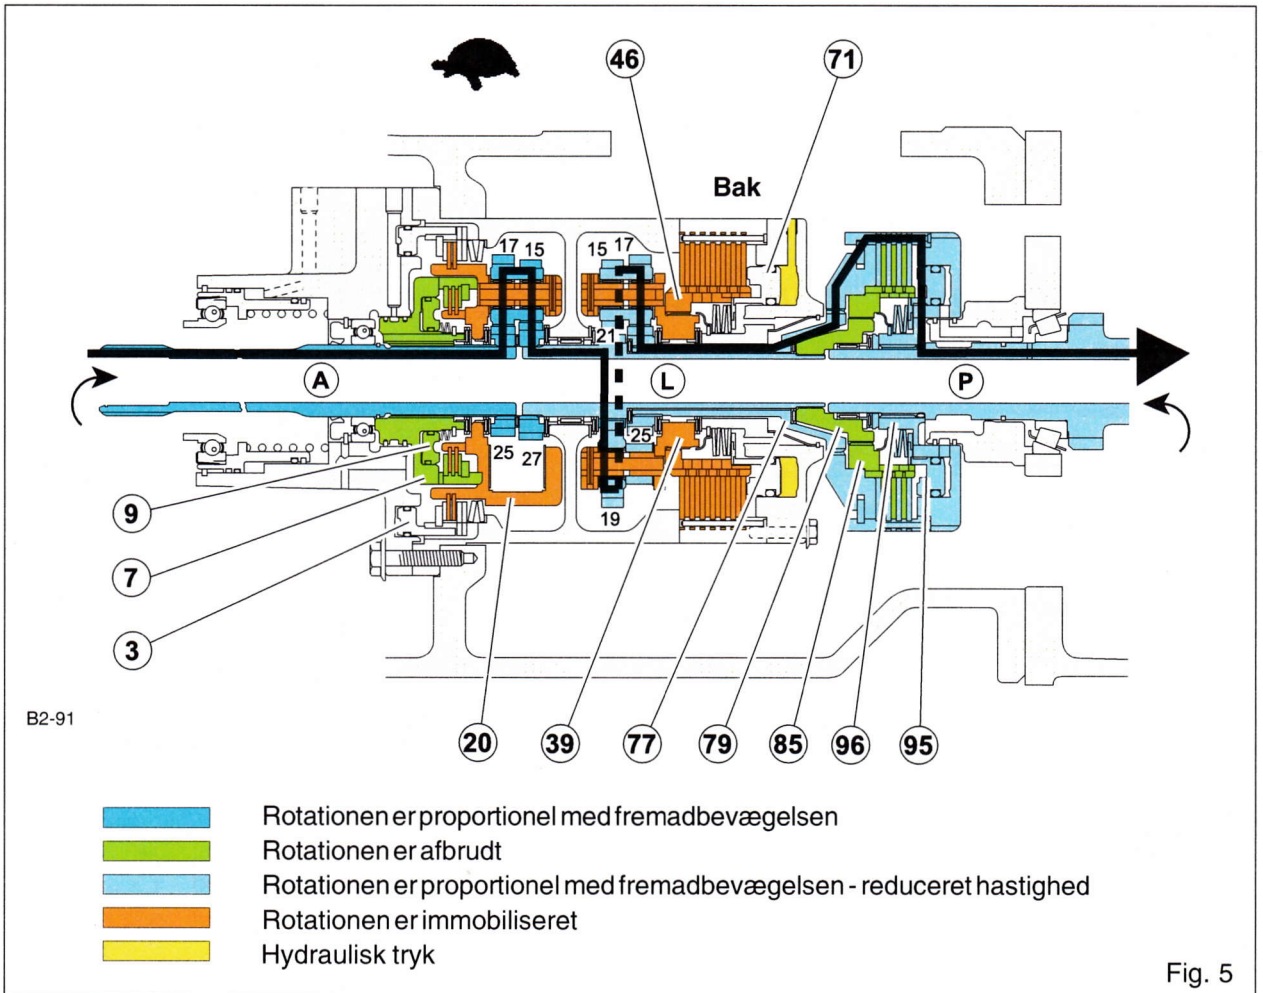 46 71
Bak
17 15 15 17
21
A L P
25 27 25
19
9
7
3
B2-91
20 39 77 79 85 96 95
Rotationen er proportionel med fremadbevægelsen
Rotationen er afbrudt
Rotationen er proportionel med fremadbevægelsen - reduceret hastighed
Rotationen er immobiliseret
Hydraulisk tryk
Fig. 5